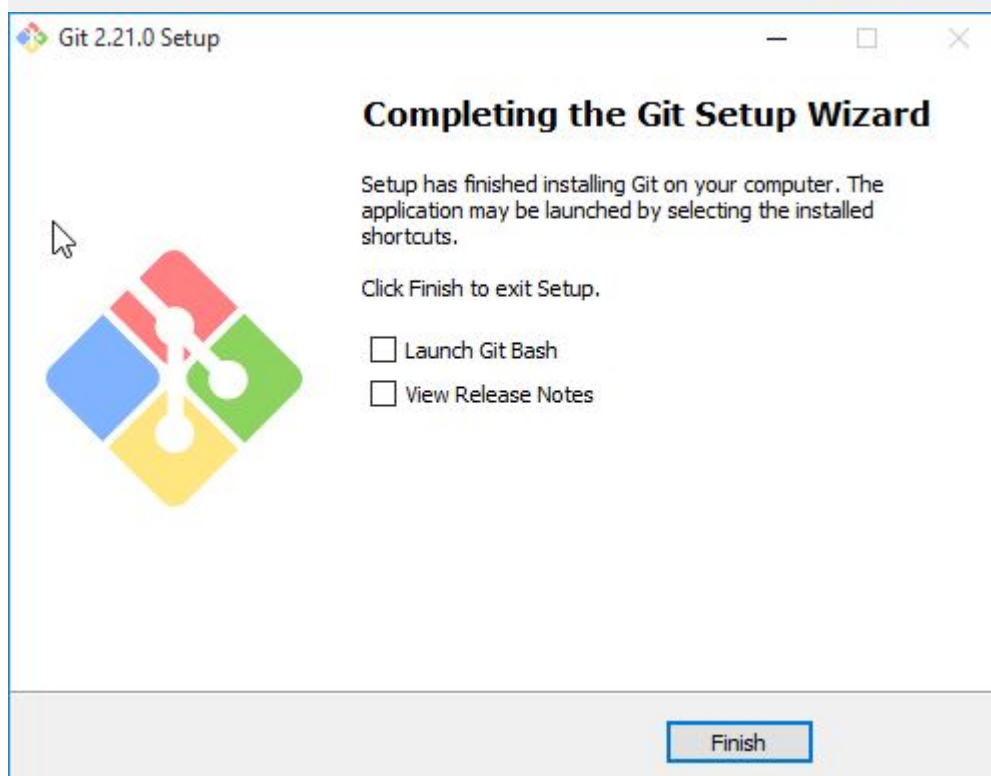 Git 2.21.0 Setup
Completing the Git Setup Wizard
Setup has finished installing Git on your computer. The
application may be launched by selecting the installed
shortcuts.
Click Finish to exit Setup.
Launch Git Bash
View Release Notes
Finish